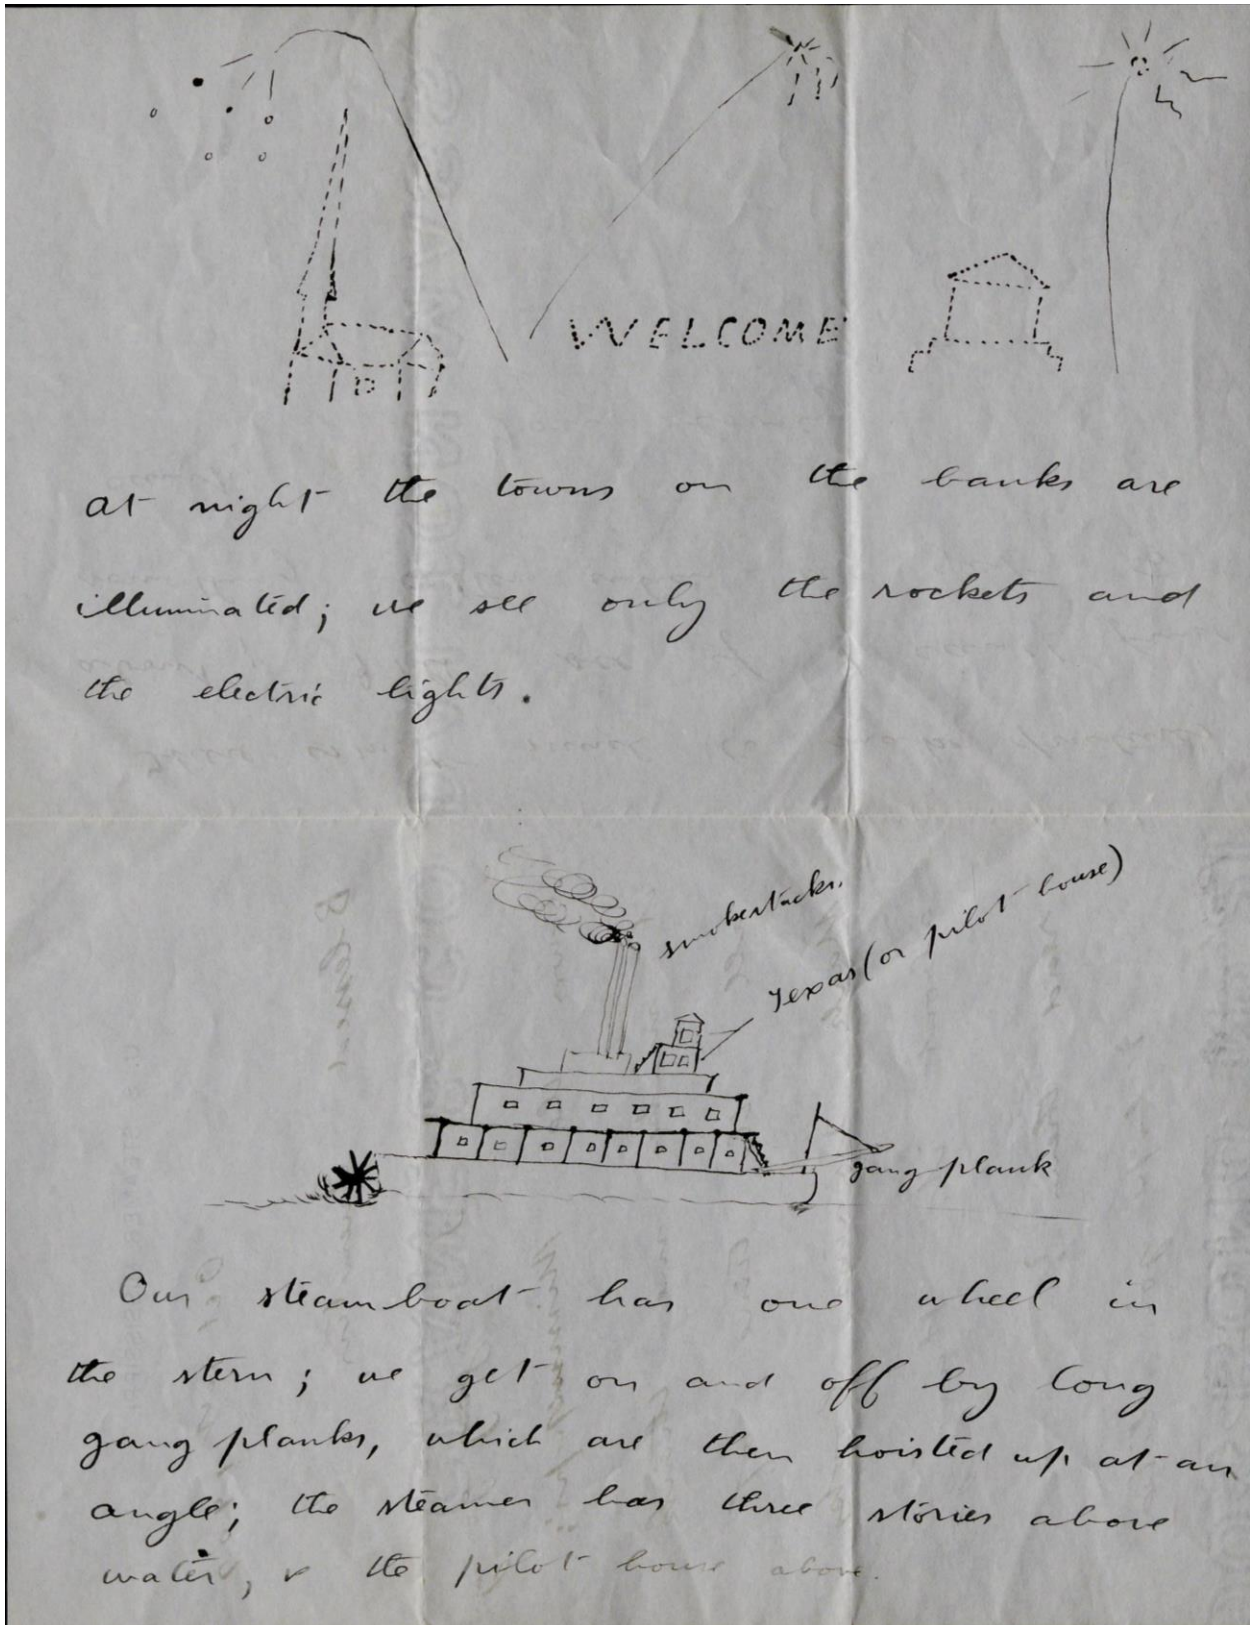 WELCOME
at night the towns on the banks are
illuminated; we see only the rockets and
the electric lights.
smokestacks.
Texas (or pilot house)
gang plank
Our steamboat has one wheel in
the stern; we get on and off by long
gang planks, which are then hoisted up at an
angle; the steamer has three stories above
water, & the pilot house above.